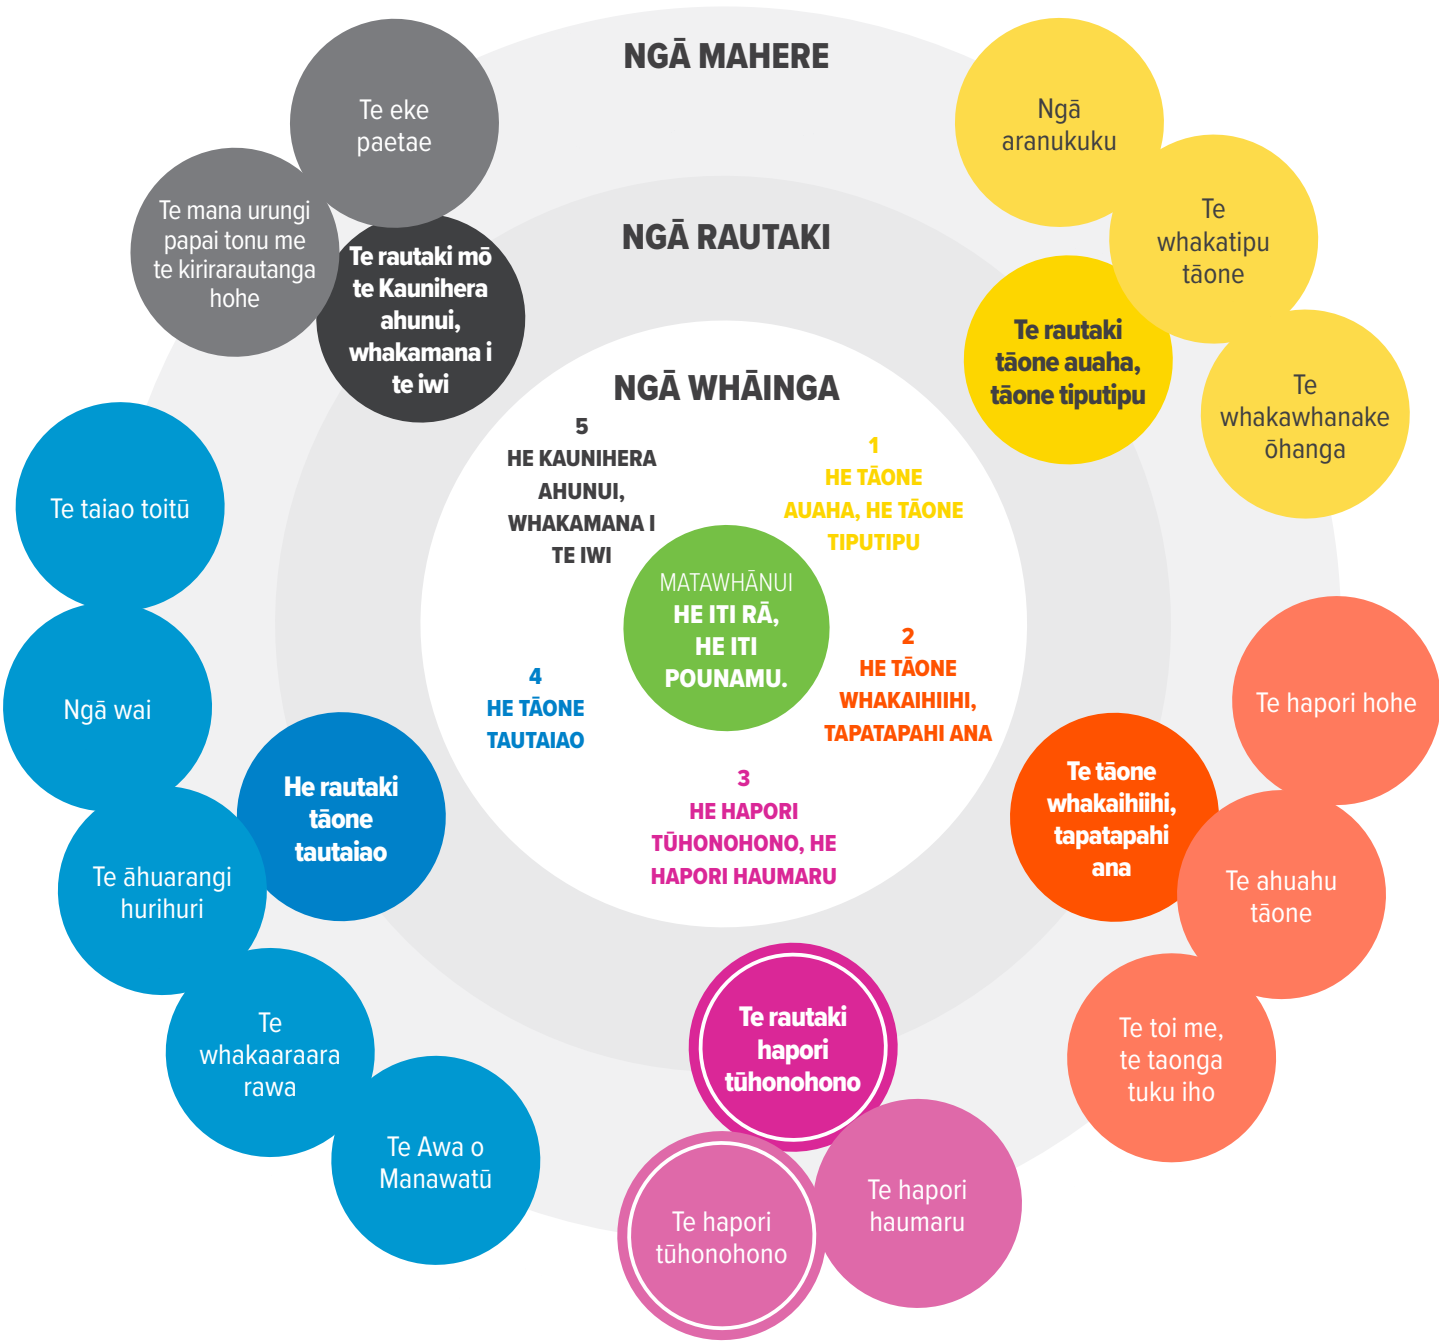 NGĀ MAHERE
NGĀ RAUTAKI
NGĀ WHĀINGA
MATAWHĀNUI
HE ITI RĀ,
HE ITI
POUNAMU.
1
HE TĀONE
AUAHA, HE TĀONE
TIPUTIPU
2
HE TĀONE
WHAKAIHIIHI,
TAPATAPAHI ANA
3
HE HAPORI
TŪHONOHONO, HE
HAPORI HAUMARU
4
HE TĀONE
TAUTAIAO
5
HE KAUNIHERA
AHUNUI,
WHAKAMANA I
TE IWI
Te rautaki
tāone auaha,
tāone tiputipu
Ngā
aranukuku
Te
whakatipu
tāone
Te
whakawhanake
ōhanga
Te tāone
whakaihiihi,
tapatapahi
ana
Te hapori hohe
Te ahuahu
tāone
Te toi me,
te taonga
tuku iho
Te rautaki
hapori
tūhonohono
Te hapori
haumaru
Te hapori
tūhonohono
He rautaki
tāone
tautaiao
Te Awa o
Manawatū
Te
whakaaraara
rawa
Te āhuarangi
hurihuri
Ngā wai
Te taiao toitū
Te rautaki mō
te Kaunihera
ahunui,
whakamana i
te iwi
Te mana urungi
papai tonu me
te kirirarautanga
hohe
Te eke
paetae